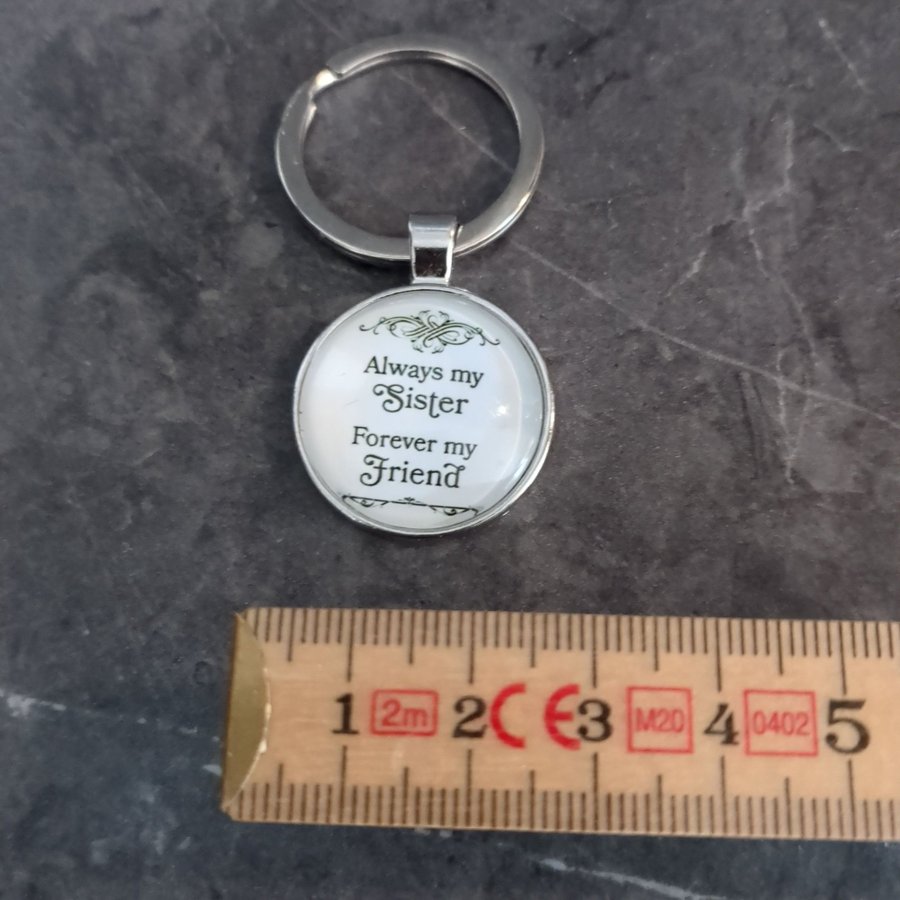 Always my
Sister
Forever my
Friend
1 2m 2 CE 3 M20 4 0402 5